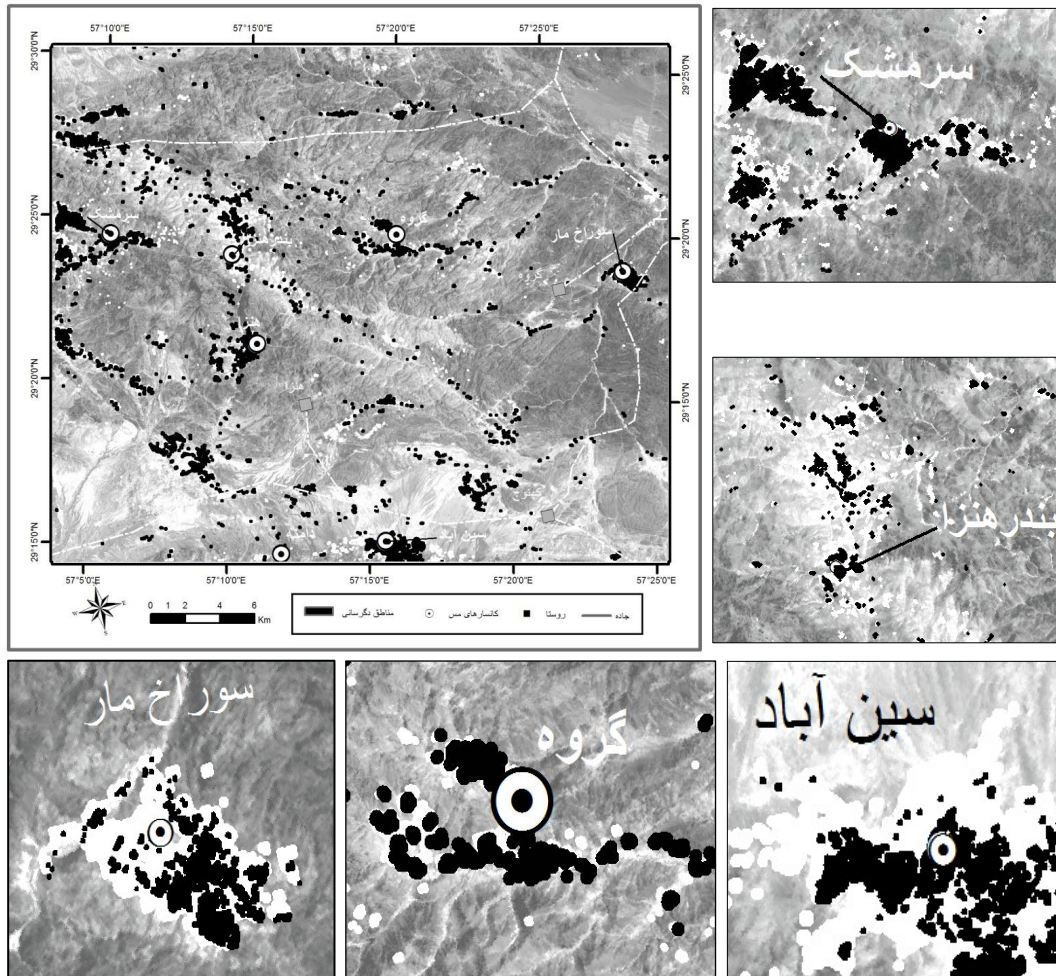 57°10'0"E 57°15'0"E 57°20'0"E 57°25'0"E
29°30'0"N
29°25'0"N
29°20'0"N
29°15'0"N
29°25'0"N
29°20'0"N
29°15'0"N
سرمشک
گروه
سوراخ مار
سین آباد
57°5'0"E 57°10'0"E 57°15'0"E 57°20'0"E 57°25'0"E
N
E
S
W
0 1 2 4 6
Km
مناطق دگرسانی
کانسارهای مس
روستا
جاده
سرمشک
بندرهنزا
سوراخ مار
گروه
سین آباد